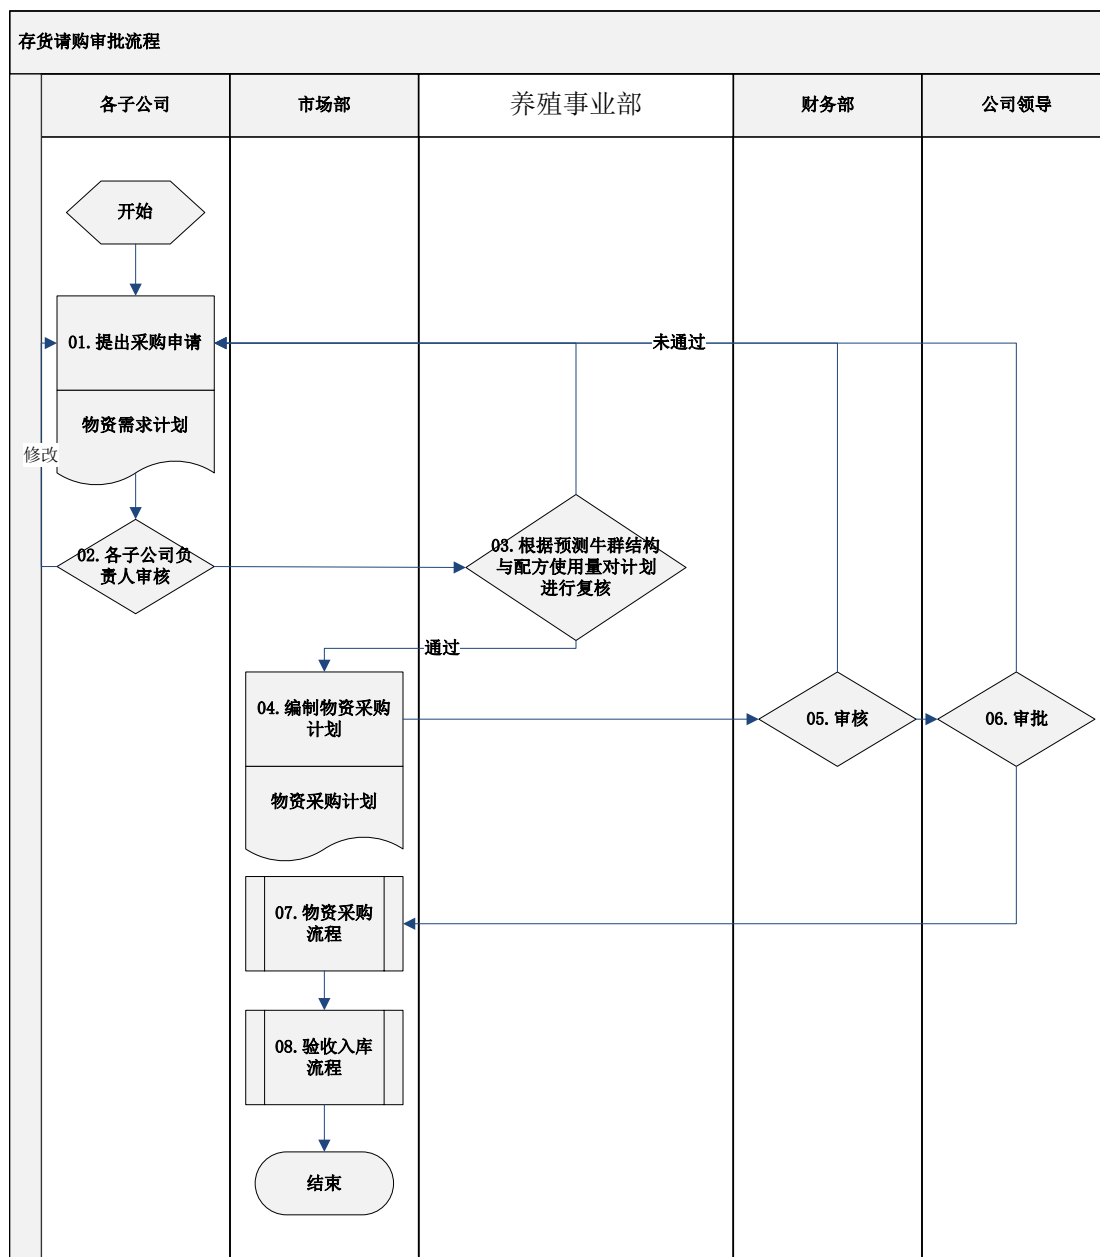 存货请购审批流程
各子公司
市场部
养殖事业部
财务部
公司领导
开始
01.提出采购申请
未通过
物资需求计划
修改
02.各子公司负
责人审核
03.根据预测牛群结构
与配方使用量对计划
进行复核
通过
04.编制物资采购
计划
05.审核
06.审批
物资采购计划
07.物资采购
流程
08.验收入库
流程
结束